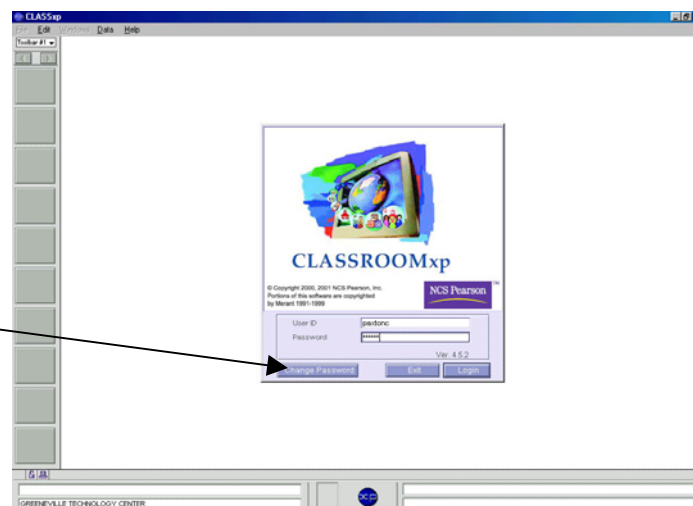 CLASSxp
File Edit Windows Data Help
Toolbar #1
CLASSROOMxp
© Copyright 2000, 2001 NCS Pearson, Inc.
Portions of this software are copyrighted
by Merant 1991-1999
NCS Pearson
TM
User ID paxtonc
Password ******
Ver. 4.5.2
Change Password Exit Login
xp
GREENEVILLE TECHNOLOGY CENTER